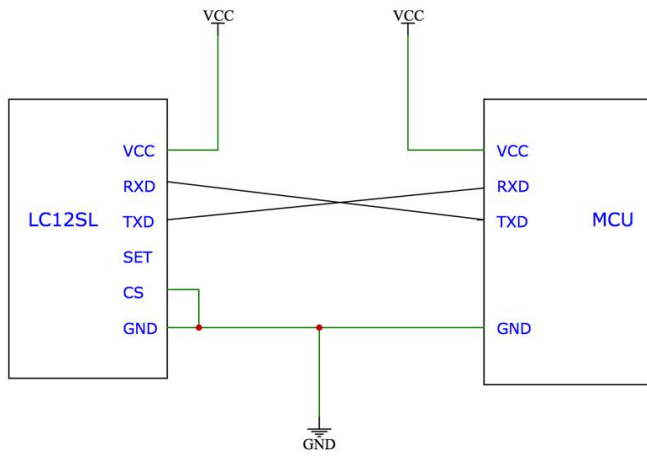 VCC
VCC
VCC
RXD
LC12SL
TXD
SET
CS
GND
VCC
RXD
TXD
MCU
GND
GND